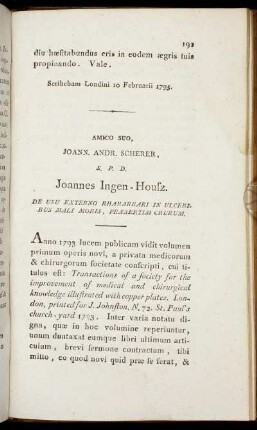 192
diu hæsitabundus eris in eodem ægris tuis
propinando. Vale.
Scribebam Londini 10 Februarii 1795.
AMICO SUO,
JOANN. ANDR. SCHERER,
S. P. D.
Joannes Ingen-Housz.
DE USU EXTERNO RHABARBARI IN ULCERI-
BUS MALI MORIS, PRÆSERTIM CRURUM.
Anno 1793 lucem publicam vidit volumen
primum operis novi, a privata medicorum
& chirurgorum societate conscripti, cui ti-
tulus est: Transactions of a society for the
improvement of medical and chirurgical
knowledge illustrated with copper plates. Lon-
don, printed for J. Johnston, N. 72. St. Paul's
church-yard 1793. Inter varia notatu di-
gna, quæ in hoc volumine reperiuntur,
nonum duntaxat eumque libri ultimum arti-
culum, brevi sermone contractum, tibi
mitto, eo quod novi quid præ se ferat, &